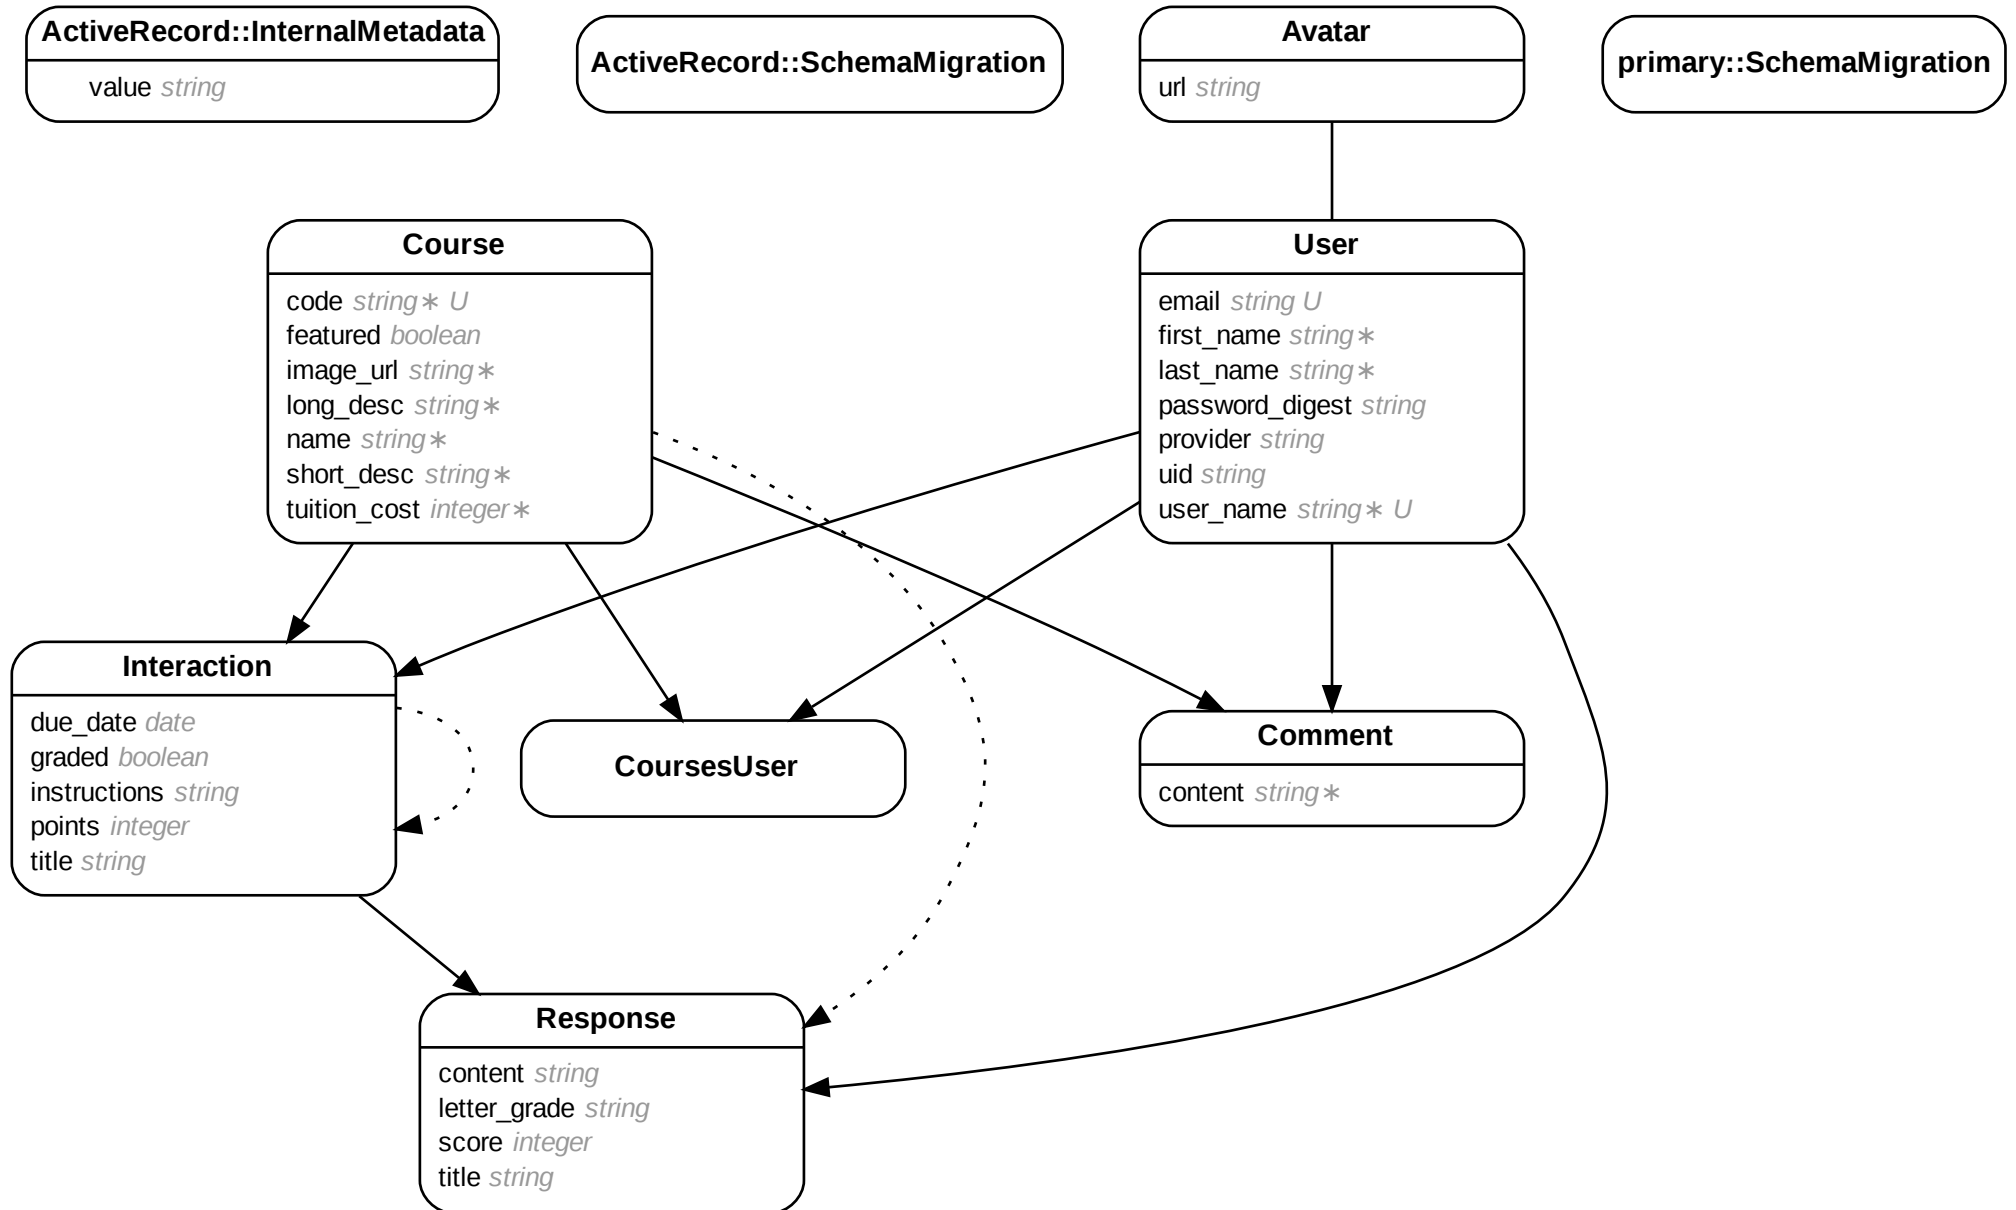 ActiveRecord::InternalMetadata
value string
ActiveRecord::SchemaMigration
Avatar
url string
primary::SchemaMigration
Course
code string∗ U
featured boolean
image_url string∗
long_desc string∗
name string∗
short_desc string∗
tuition_cost integer∗
User
email string U
first_name string∗
last_name string∗
password_digest string
provider string
uid string
user_name string∗ U
Interaction
due_date date
graded boolean
instructions string
points integer
title string
CoursesUser
Comment
content string∗
Response
content string
letter_grade string
score integer
title string